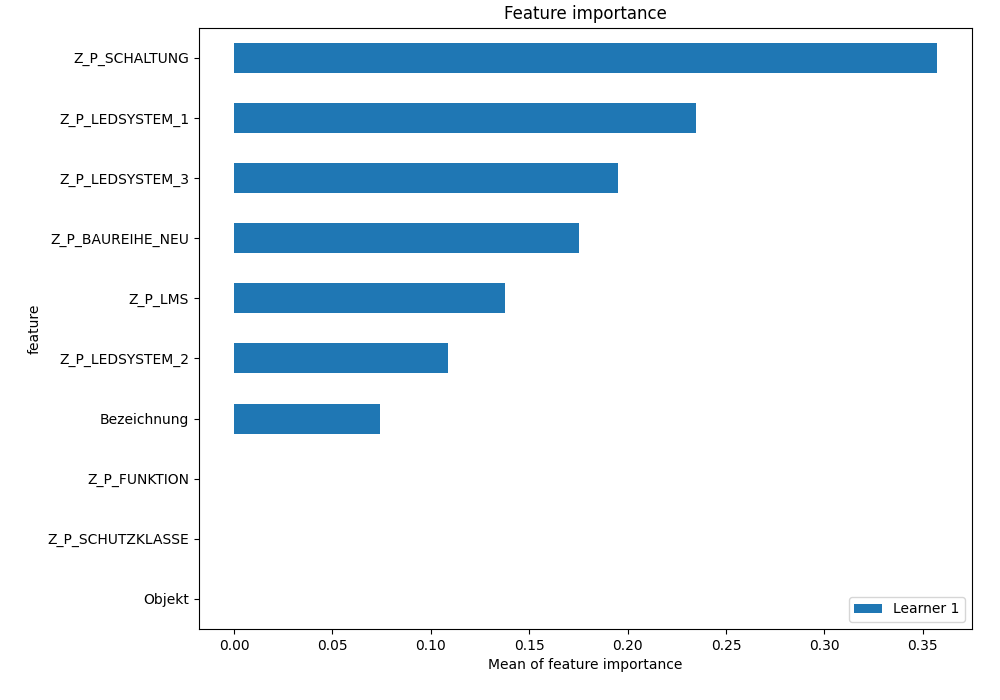 Feature importance
Z_P_SCHALTUNG
Z_P_LEDSYSTEM_1
Z_P_LEDSYSTEM_3
Z_P_BAUREIHE_NEU
Z_P_LMS
Z_P_LEDSYSTEM_2
Bezeichnung
Z_P_FUNKTION
Z_P_SCHUTZKLASSE
Objekt
feature
Learner 1
0.00 0.05 0.10 0.15 0.20 0.25 0.30 0.35
Mean of feature importance